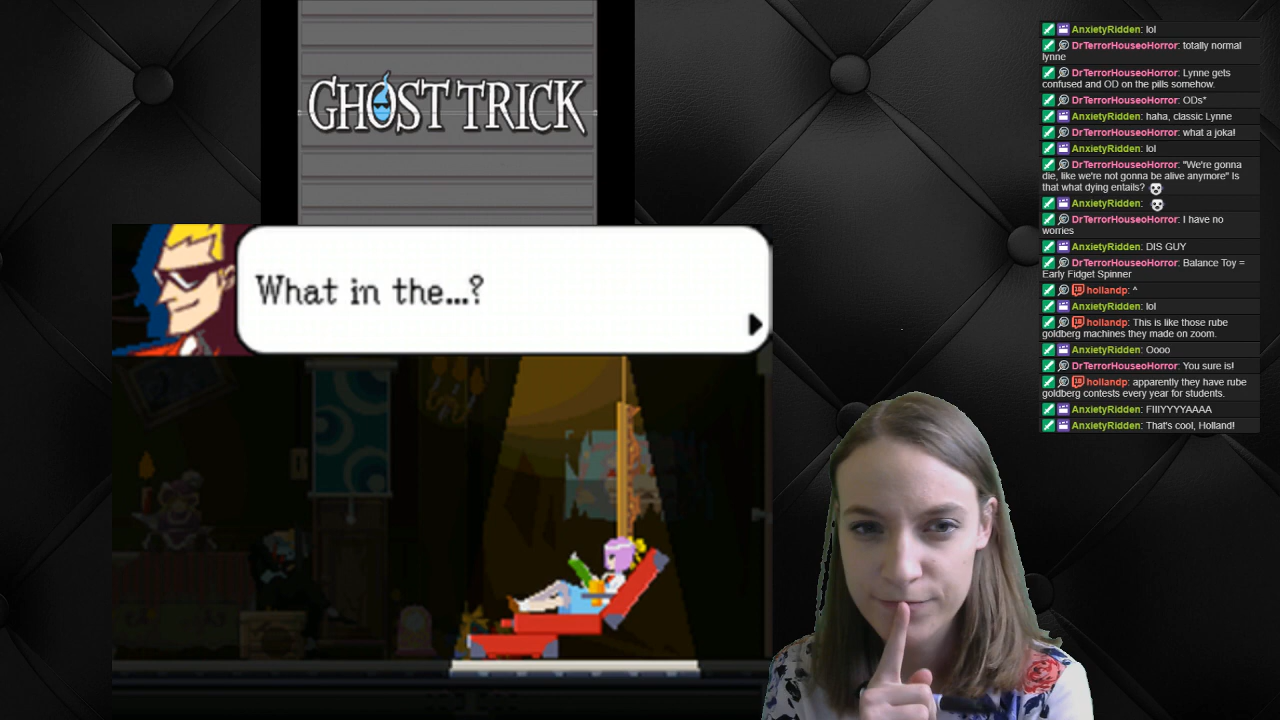 GHOST TRICK
What in the...?
AnxietyRidden: lol
DrTerrorHouseoHorror: totally normal
lynne
DrTerrorHouseoHorror: Lynne gets
confused and OD on the pills somehow.
DrTerrorHouseoHorror: ODs*
AnxietyRidden: haha, classic Lynne
DrTerrorHouseoHorror: what a joka!
AnxietyRidden: lol
DrTerrorHouseoHorror: "We're gonna
die, like we're not gonna be alive anymore" Is
that what dying entails?
AnxietyRidden:
DrTerrorHouseoHorror: I have no
worries
AnxietyRidden: DIS GUY
DrTerrorHouseoHorror: Balance Toy =
Early Fidget Spinner
hollandp: ^
AnxietyRidden: lol
hollandp: This is like those rube
goldberg machines they made on zoom.
AnxietyRidden: Oooo
DrTerrorHouseoHorror: You sure is!
hollandp: apparently they have rube
goldberg contests every year for students.
AnxietyRidden: FIIIYYYYAAAA
AnxietyRidden: That's cool, Holland!